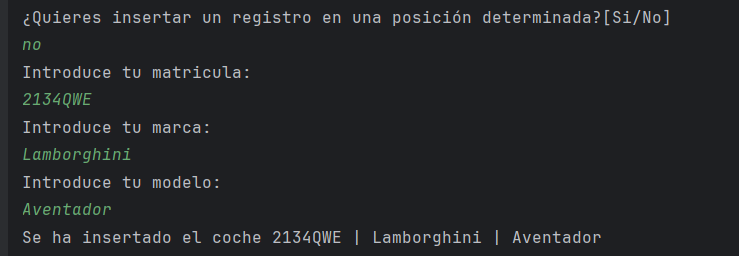 ¿Quieres insertar un registro en una posición determinada?[Si/No]
no
Introduce tu matricula:
2134QWE
Introduce tu marca:
Lamborghini
Introduce tu modelo:
Aventador
Se ha insertado el coche 2134QWE | Lamborghini | Aventador